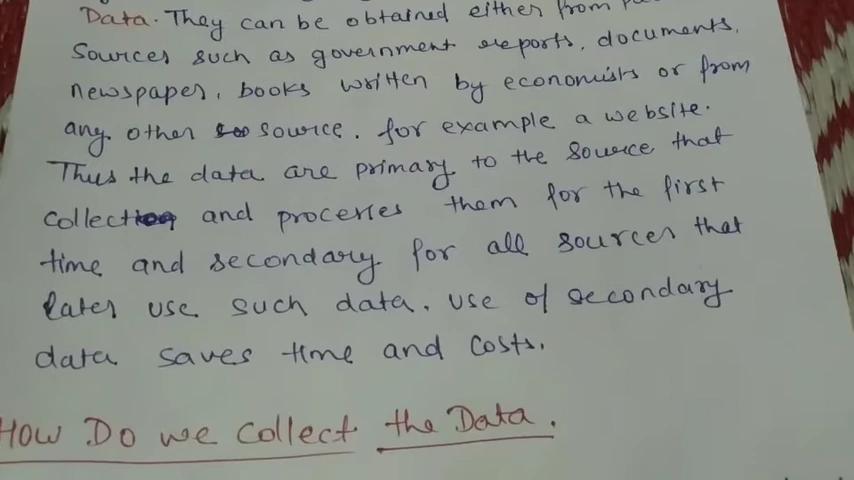 Data. They can be obtained either from
Sources such as government reports, documents,
newspaper, books written by economists or from
any other source. for example a website.
Thus the data are primary to the source that
collect and processes them for the first
time and secondary for all sources that
later use such data. Use of secondary
data saves time and costs.
HOW DO we collect the Data.